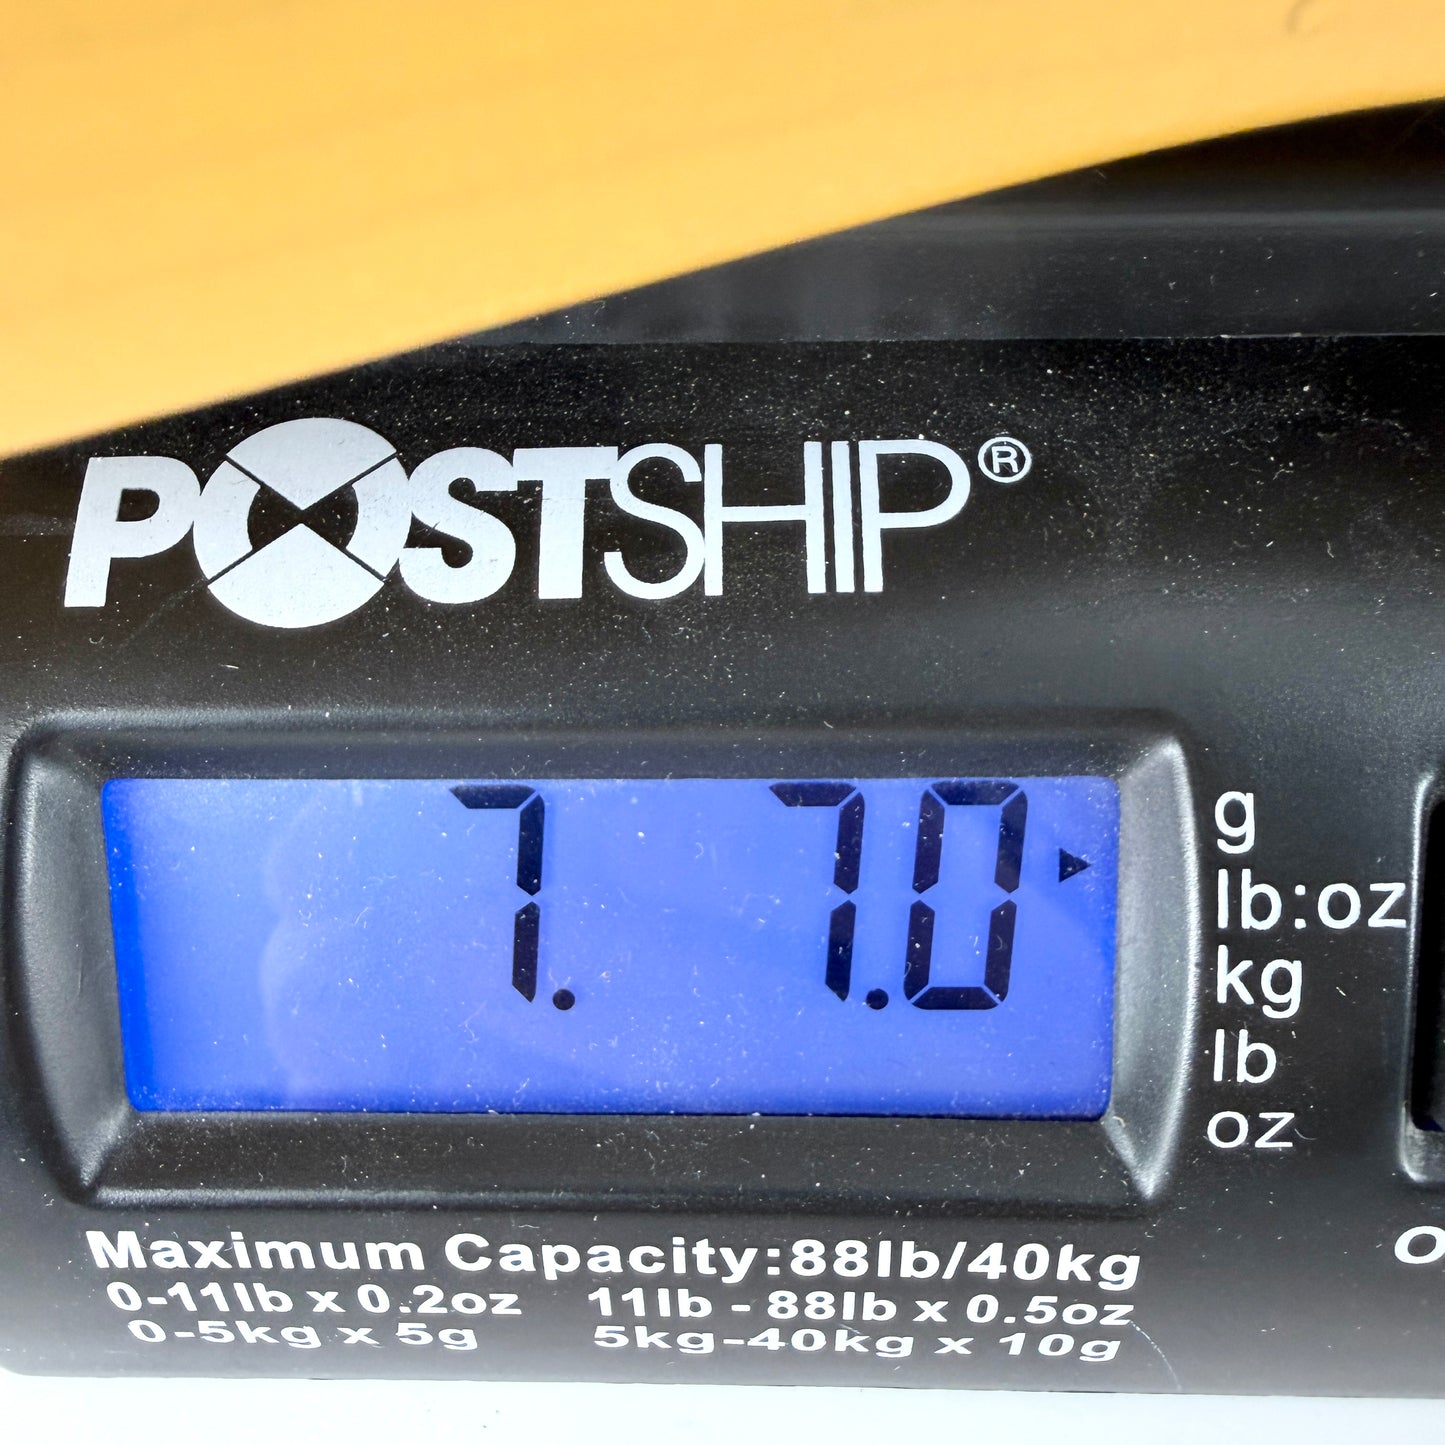 POSTSHIP®
7. 7.0
g
lb:oz
kg
lb
oz
Maximum Capacity:88lb/40kg
0-11lb x 0.2oz 11lb - 88lb x 0.5oz
0-5kg x 5g 5kg-40kg x 10g